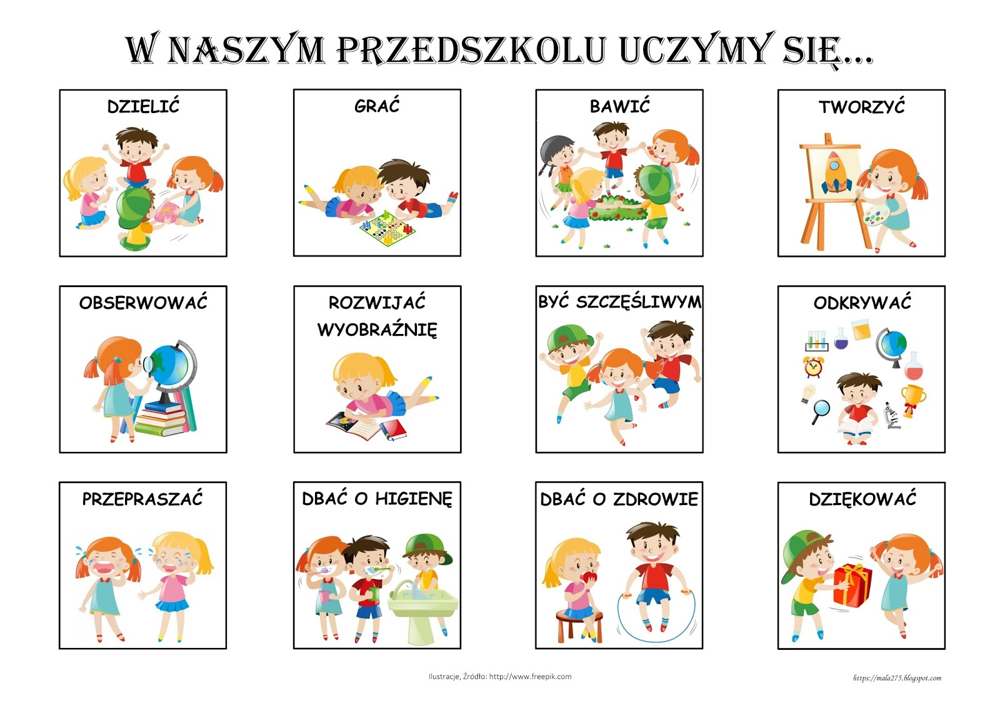 W NASZYM PRZEDSZKOLU UCZYMY SIĘ...
DZIELIĆ
GRAĆ
BAWIĆ
TWORZYĆ
OBSERWOWAĆ
ROZWIJAĆ
WYOBRAŹNIĘ
BYĆ SZCZĘŚLIWYM
ODKRYWAĆ
PRZEPRASZAĆ
DBAĆ O HIGIENĘ
DBAĆ O ZDROWIE
DZIĘKOWAĆ
Ilustracje, Źródło: http://www.freepik.com
https://mala275.blogspot.com